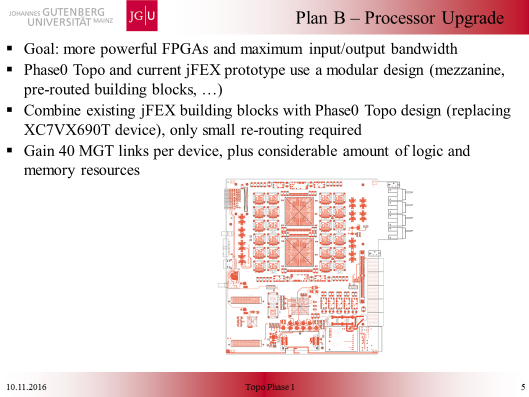 JOHANNES GUTENBERG
UNIVERSITÄT MAINZ
JG|U
Plan B – Processor Upgrade
▪ Goal: more powerful FPGAs and maximum input/output bandwidth
▪ Phase0 Topo and current jFEX prototype use a modular design (mezzanine,
pre-routed building blocks, …)
▪ Combine existing jFEX building blocks with Phase0 Topo design (replacing
XC7VX690T device), only small re-routing required
▪ Gain 40 MGT links per device, plus considerable amount of logic and
memory resources
10.11.2016
Topo Phase 1
5